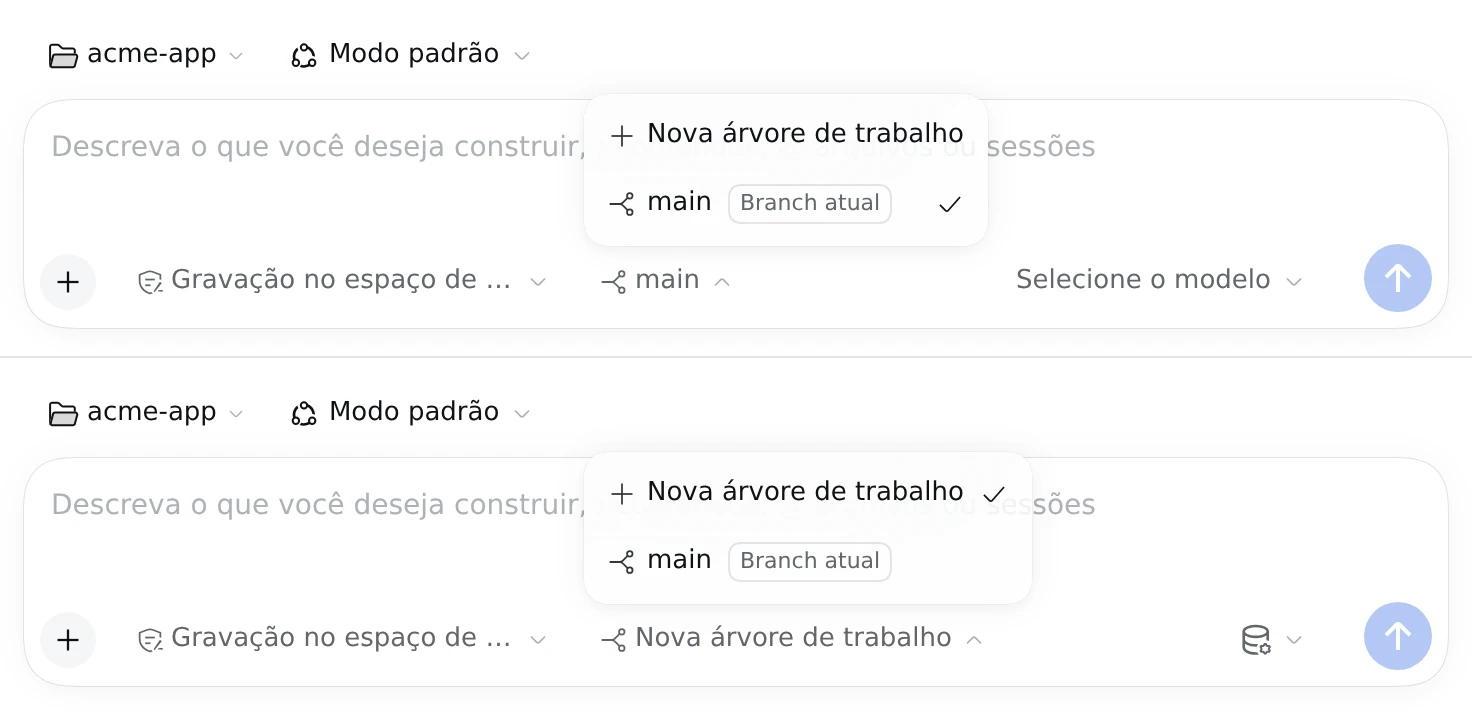 acme-app Modo padrão
Nova árvore de trabalho
Descreva o que você deseja construir, sessões
main Branch atual
Gravação no espaço de ... main Selecione o modelo
acme-app Modo padrão
Nova árvore de trabalho
Descreva o que você deseja construir, sessões
main Branch atual
Gravação no espaço de ... Nova árvore de trabalho